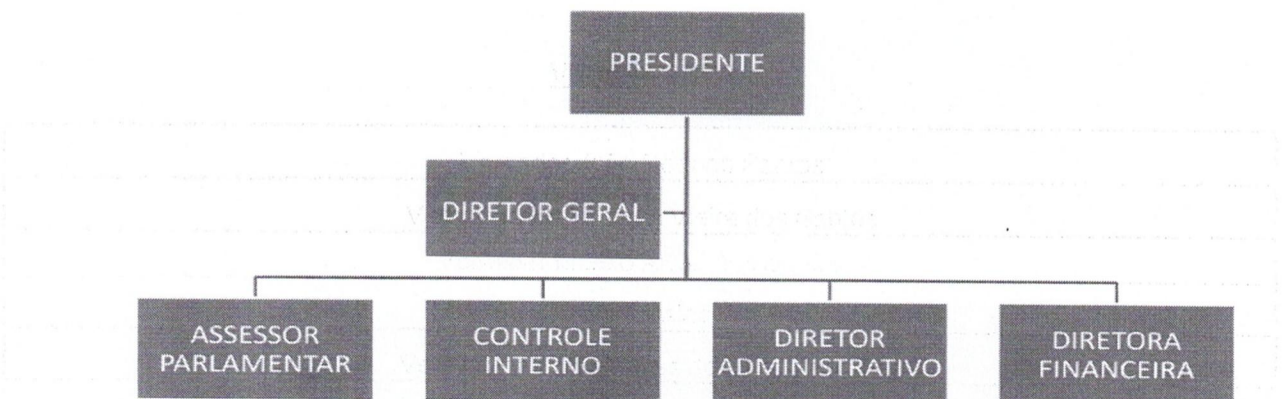 PRESIDENTE
DIRETOR GERAL
ASSESSOR
PARLAMENTAR
CONTROLE
INTERNO
DIRETOR
ADMINISTRATIVO
DIRETORA
FINANCEIRA